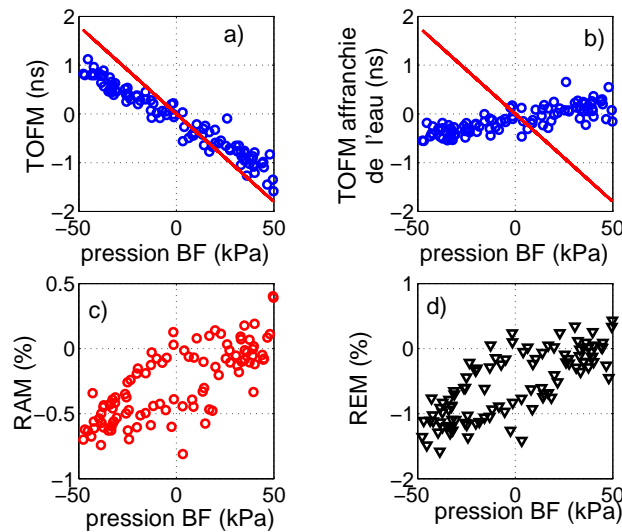 a)
TOFM (ns)
2
1
0
−1
−2
−50
0
50
pression BF (kPa)
b)
TOFM affranchie
de l'eau (ns)
2
1
0
−1
−2
−50
0
50
pression BF (kPa)
c)
RAM (%)
0.5
0
−0.5
−1
−50
0
50
pression BF (kPa)
d)
REM (%)
1
0
−1
−2
−50
0
50
pression BF (kPa)